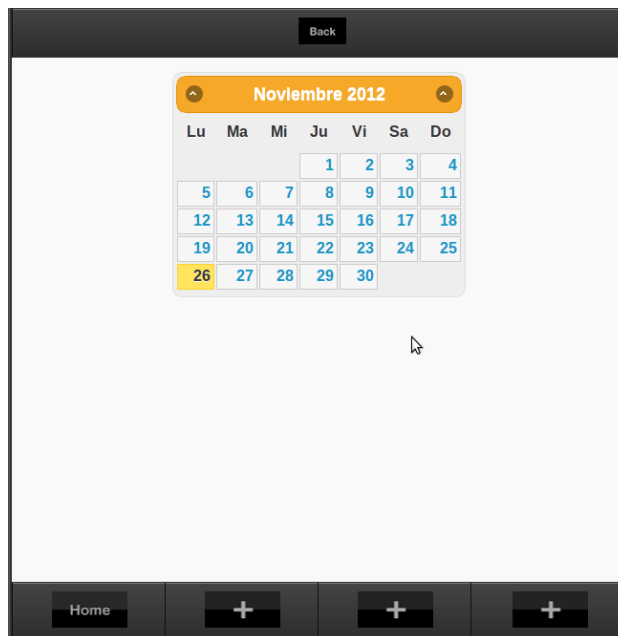 Back
Noviembre 2012
Lu Ma Mi Ju Vi Sa Do
1 2 3 4
5 6 7 8 9 10 11
12 13 14 15 16 17 18
19 20 21 22 23 24 25
26 27 28 29 30
Home + + +